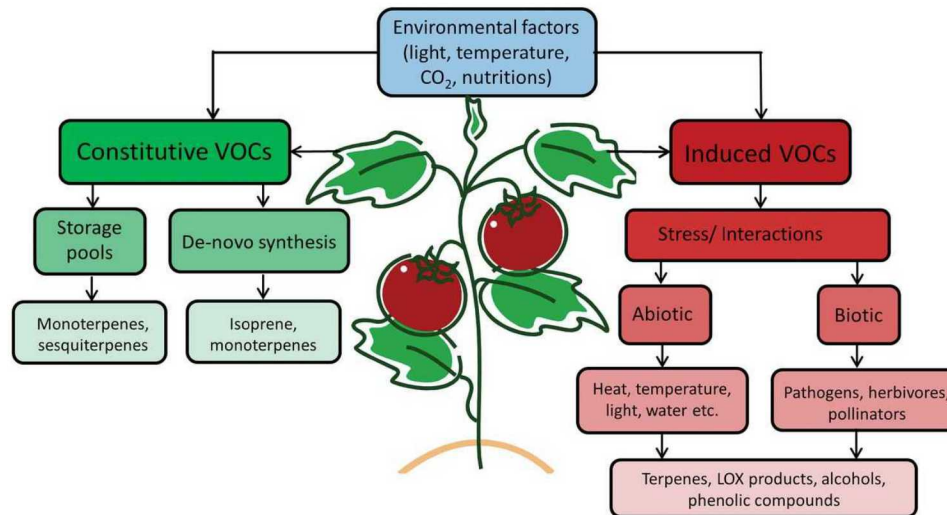 Environmental factors
(light, temperature,
CO₂, nutritions)
Constitutive VOCs
Induced VOCs
Storage
pools
De-novo synthesis
Stress/ Interactions
Monoterpenes,
sesquiterpenes
Isoprene,
monoterpenes
Abiotic
Biotic
Heat, temperature,
light, water etc.
Pathogens, herbivores,
pollinators
Terpenes, LOX products, alcohols,
phenolic compounds